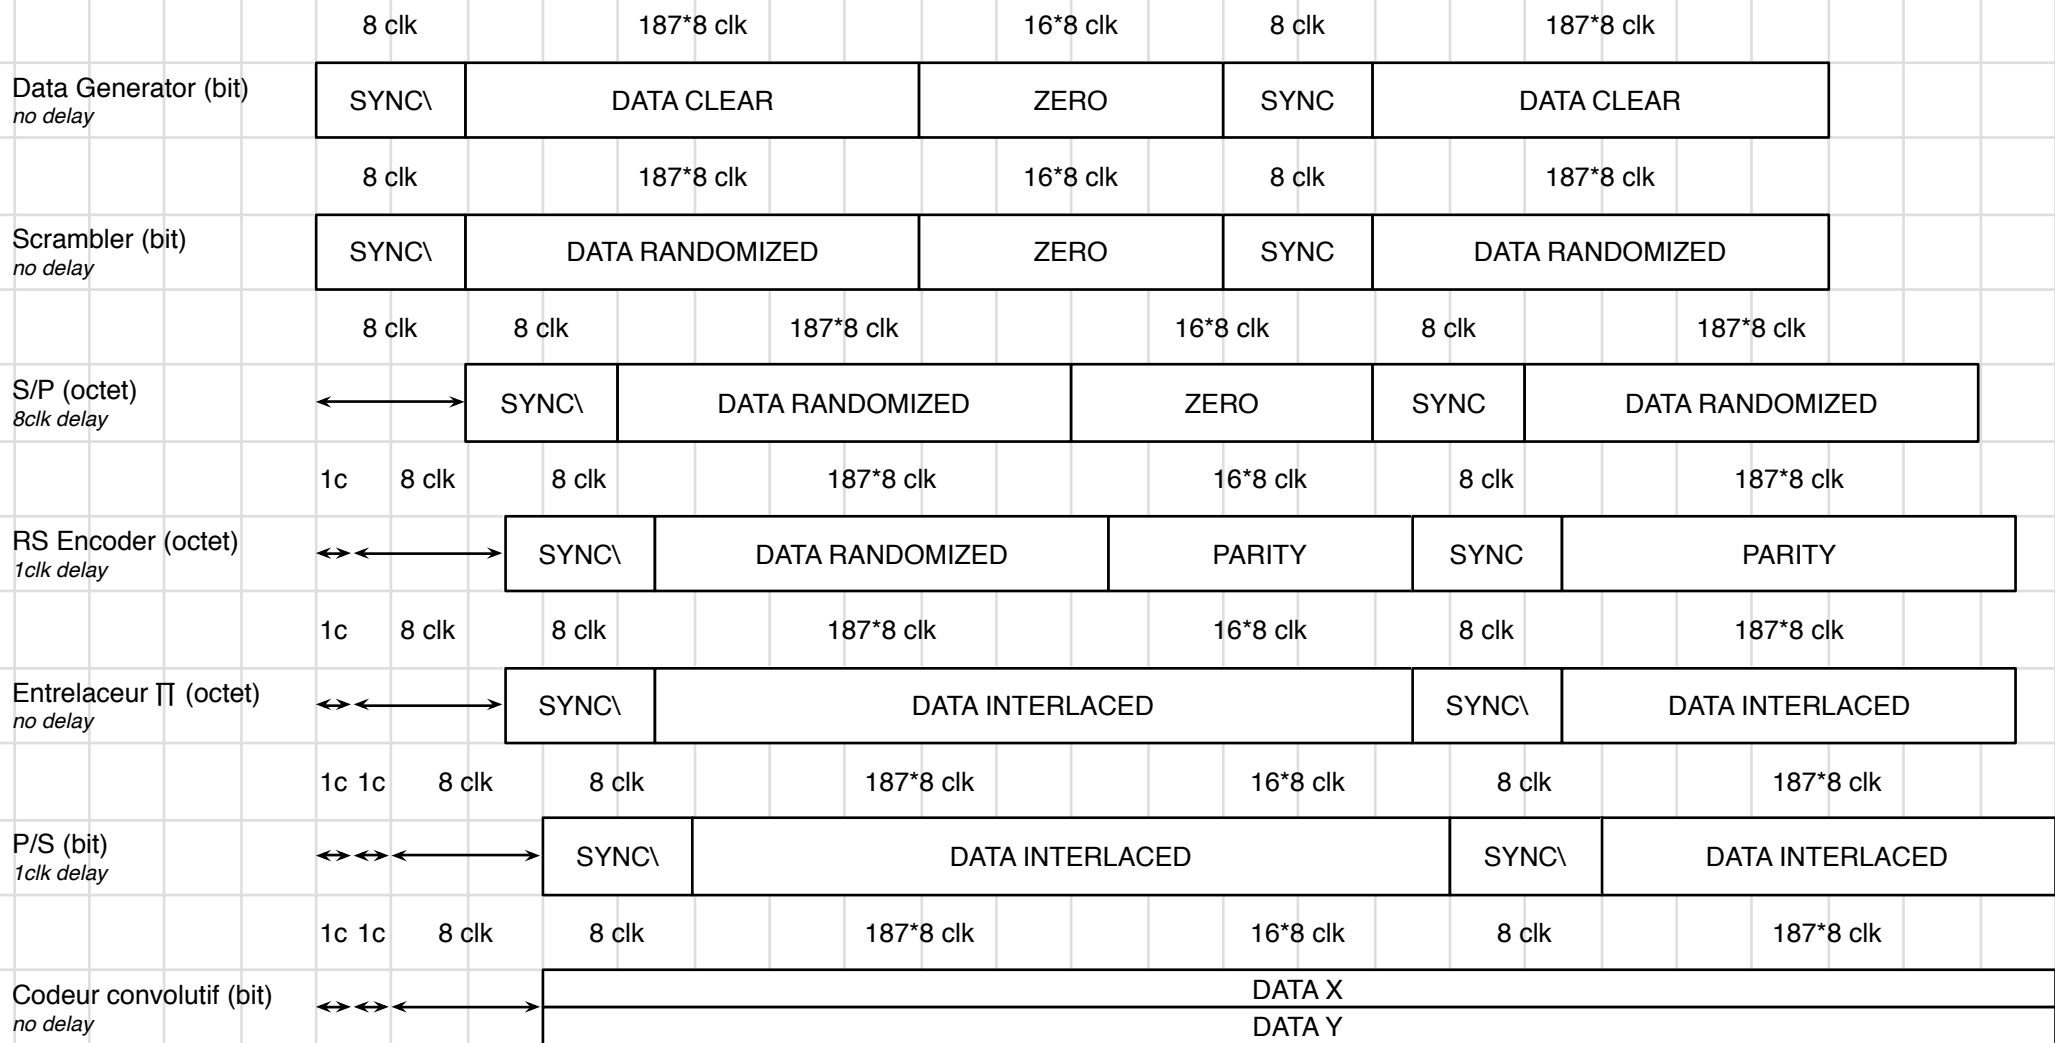 8 clk 187*8 clk 16*8 clk 8 clk 187*8 clk
Data Generator (bit)
no delay
SYNC\ DATA CLEAR ZERO SYNC DATA CLEAR
8 clk 187*8 clk 16*8 clk 8 clk 187*8 clk
Scrambler (bit)
no delay
SYNC\ DATA RANDOMIZED ZERO SYNC DATA RANDOMIZED
8 clk 8 clk 187*8 clk 16*8 clk 8 clk 187*8 clk
S/P (octet)
8clk delay
SYNC\ DATA RANDOMIZED ZERO SYNC DATA RANDOMIZED
1c 8 clk 8 clk 187*8 clk 16*8 clk 8 clk 187*8 clk
RS Encoder (octet)
1clk delay
SYNC\ DATA RANDOMIZED PARITY SYNC PARITY
1c 8 clk 8 clk 187*8 clk 16*8 clk 8 clk 187*8 clk
Entrelaceur ∏ (octet)
no delay
SYNC\ DATA INTERLACED SYNC\ DATA INTERLACED
1c 1c 8 clk 8 clk 187*8 clk 16*8 clk 8 clk 187*8 clk
P/S (bit)
1clk delay
SYNC\ DATA INTERLACED SYNC\ DATA INTERLACED
1c 1c 8 clk 8 clk 187*8 clk 16*8 clk 8 clk 187*8 clk
Codeur convolutif (bit)
no delay
DATA X
DATA Y